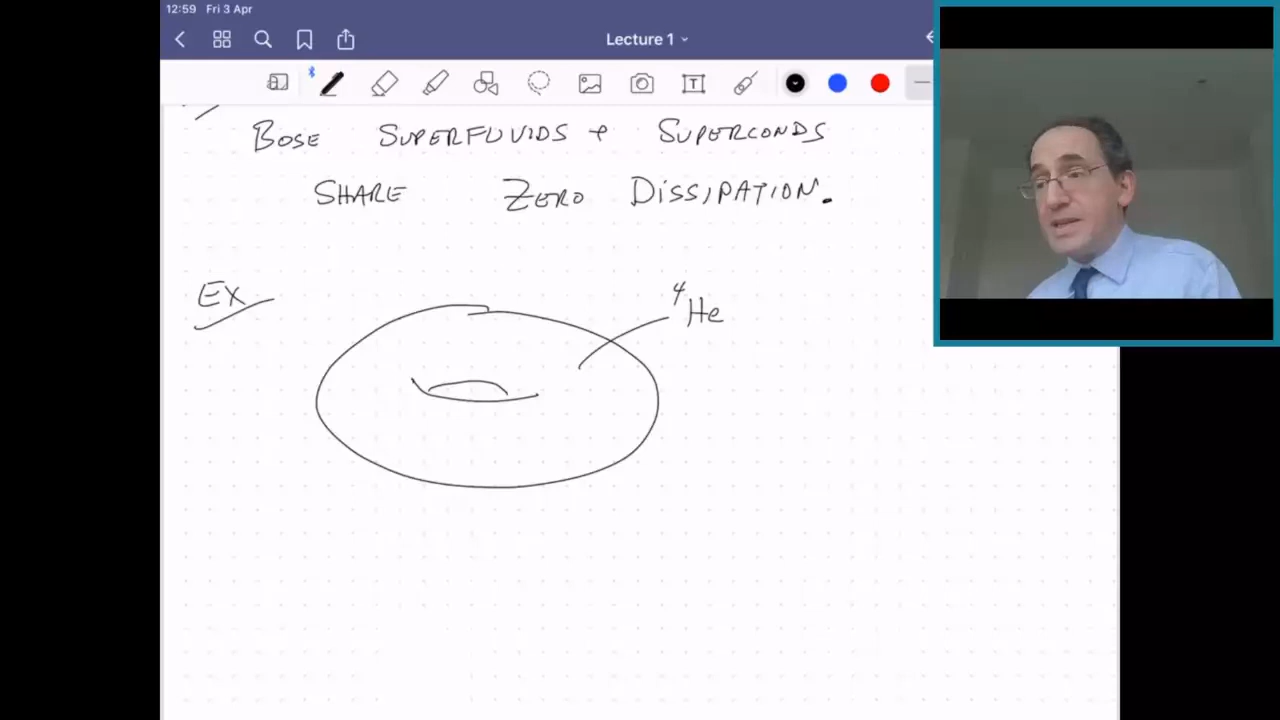 12:59 Fri 3 Apr
Lecture 1
T
BOSE SUPERFLUIDS + SUPERCONDS
SHARE ZERO DISSIPATION.
Ex
⁴He